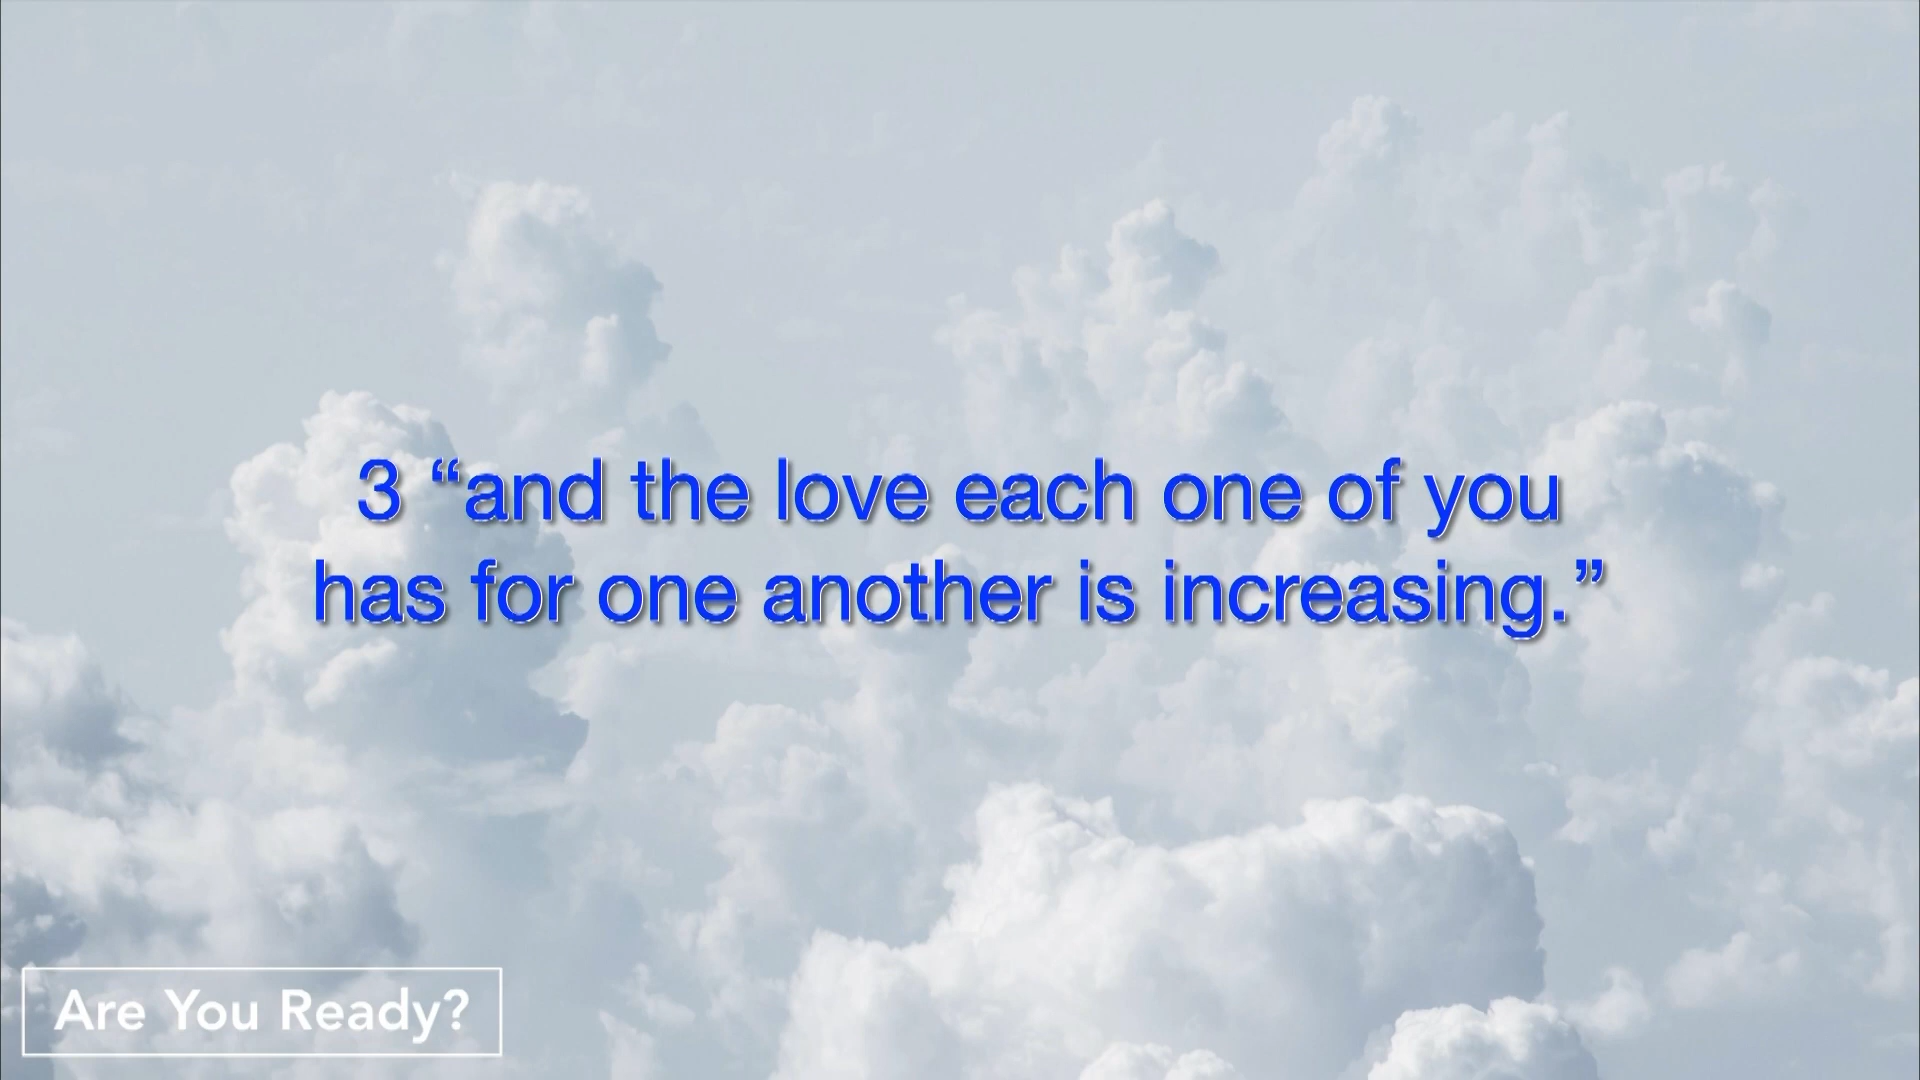 3 “and the love each one of you
has for one another is increasing.”
Are You Ready?